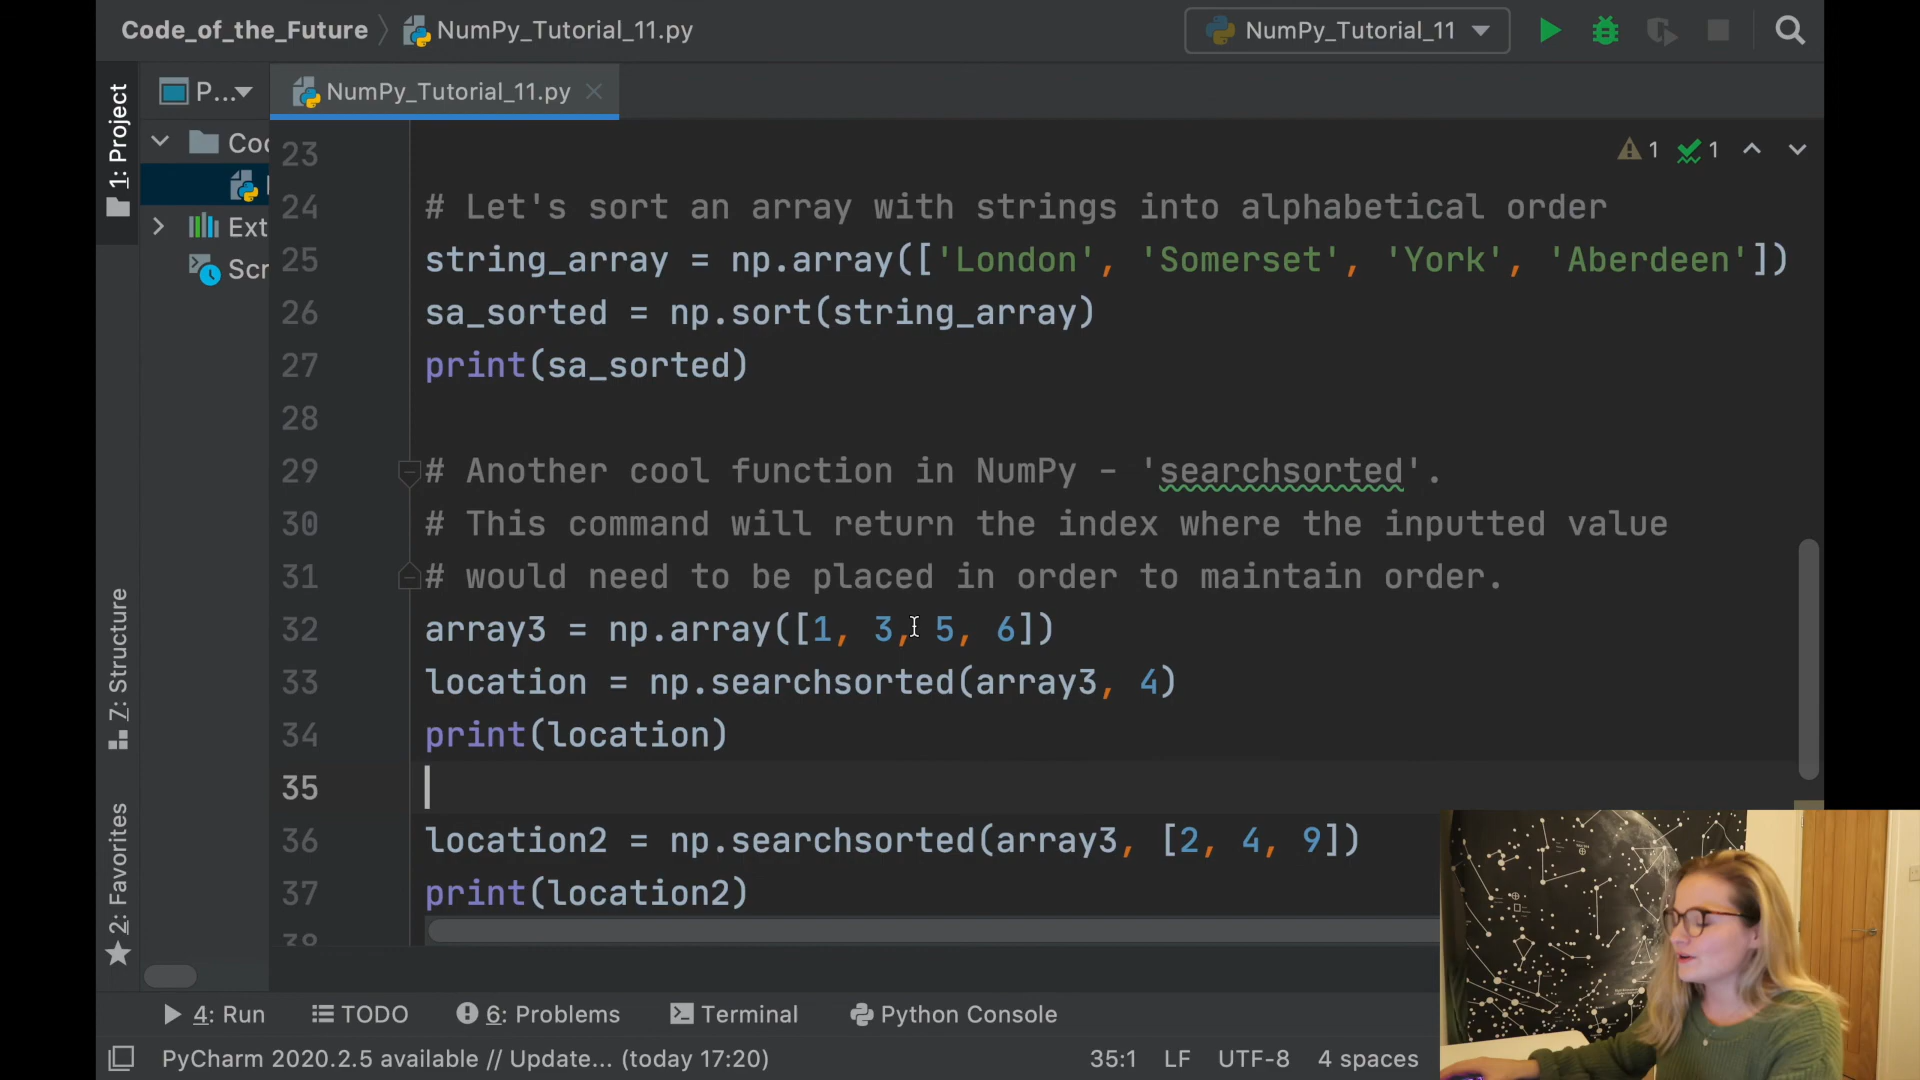 Code_of_the_Future
NumPy_Tutorial_11.py
NumPy_Tutorial_11
1: Project
P...
NumPy_Tutorial_11.py
Ext
Scr
1 1
23
24 # Let's sort an array with strings into alphabetical order
25 string_array = np.array(['London', 'Somerset', 'York', 'Aberdeen'])
26 sa_sorted = np.sort(string_array)
27 print(sa_sorted)
28
29 # Another cool function in NumPy - 'searchsorted'.
30 # This command will return the index where the inputted value
31 # would need to be placed in order to maintain order.
32 array3 = np.array([1, 3, 5, 6])
33 location = np.searchsorted(array3, 4)
34 print(location)
35
36 location2 = np.searchsorted(array3, [2, 4, 9])
37 print(location2)
38
7: Structure
2: Favorites
4: Run
TODO
6: Problems
Terminal
Python Console
PyCharm 2020.2.5 available // Update... (today 17:20)
35:1 LF UTF-8 4 spaces